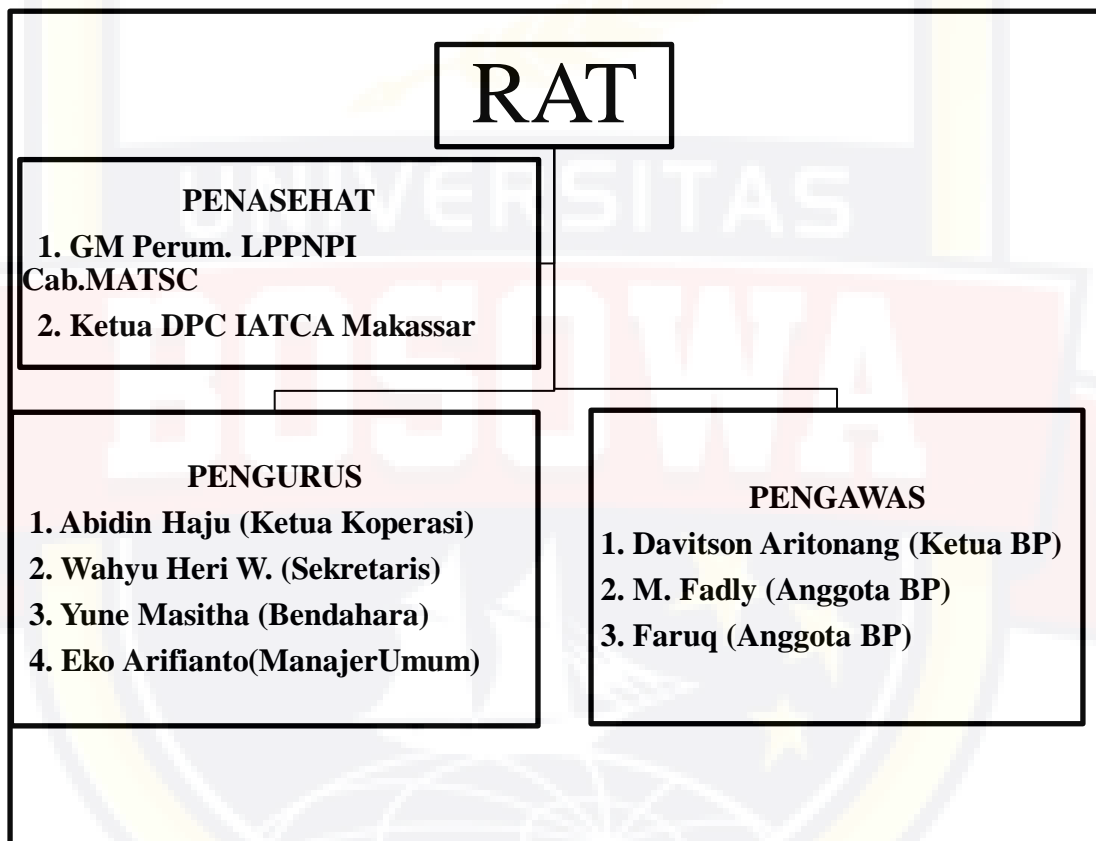 RAT
UNIVERSITAS
BOSOWA
PENASEHAT
1. GM Perum. LPPNPI
Cab.MATSC
2. Ketua DPC IATCA Makassar
PENGURUS
1. Abidin Haju (Ketua Koperasi)
2. Wahyu Heri W. (Sekretaris)
3. Yune Masitha (Bendahara)
4. Eko Arifianto(ManajerUmum)
PENGAWAS
1. Davitson Aritonang (Ketua BP)
2. M. Fadly (Anggota BP)
3. Faruq (Anggota BP)